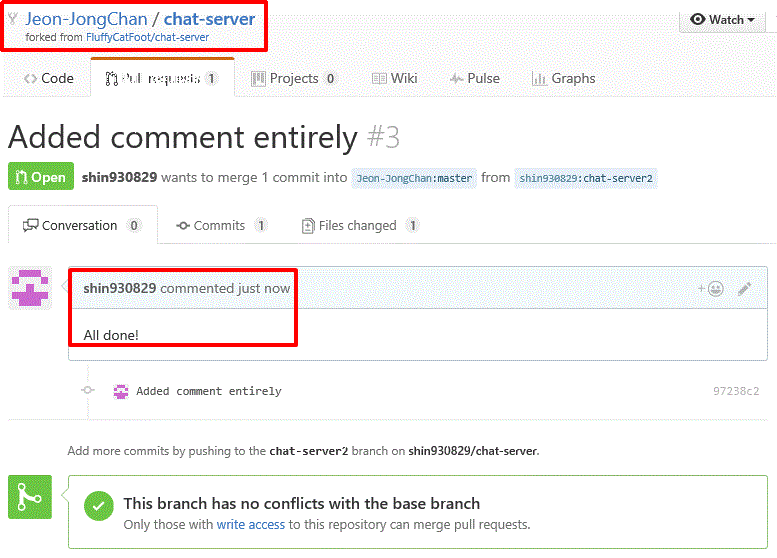 Jeon-JongChan / chat-server
forked from FluffyCatFoot/chat-server
Watch
Code Pull requests 1 Projects 0 Wiki Pulse Graphs
Added comment entirely #3
Open shin930829 wants to merge 1 commit into Jeon-JongChan:master from shin930829:chat-server2
Conversation 0 Commits 1 Files changed 1
shin930829 commented just now
All done!
Added comment entirely 97238c2
Add more commits by pushing to the chat-server2 branch on shin930829/chat-server.
This branch has no conflicts with the base branch
Only those with write access to this repository can merge pull requests.